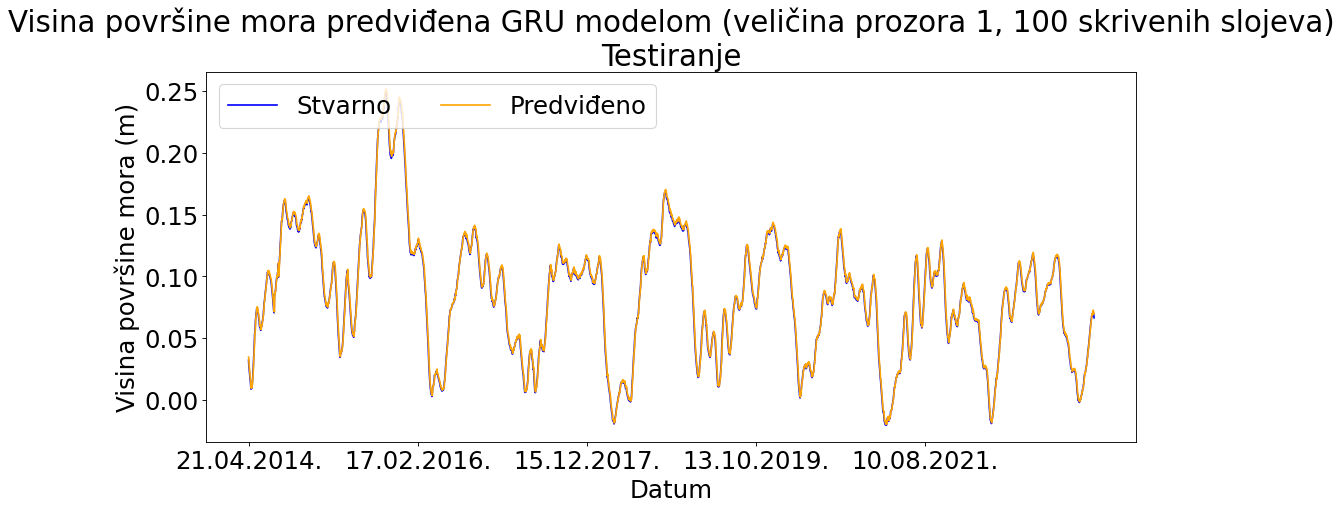 Visina površine mora predviđena GRU modelom (veličina prozora 1, 100 skrivenih slojeva)
Testiranje
Stvarno
Predviđeno
Visina površine mora (m)
0.25
0.20
0.15
0.10
0.05
0.00
21.04.2014.
17.02.2016.
15.12.2017.
13.10.2019.
10.08.2021.
Datum